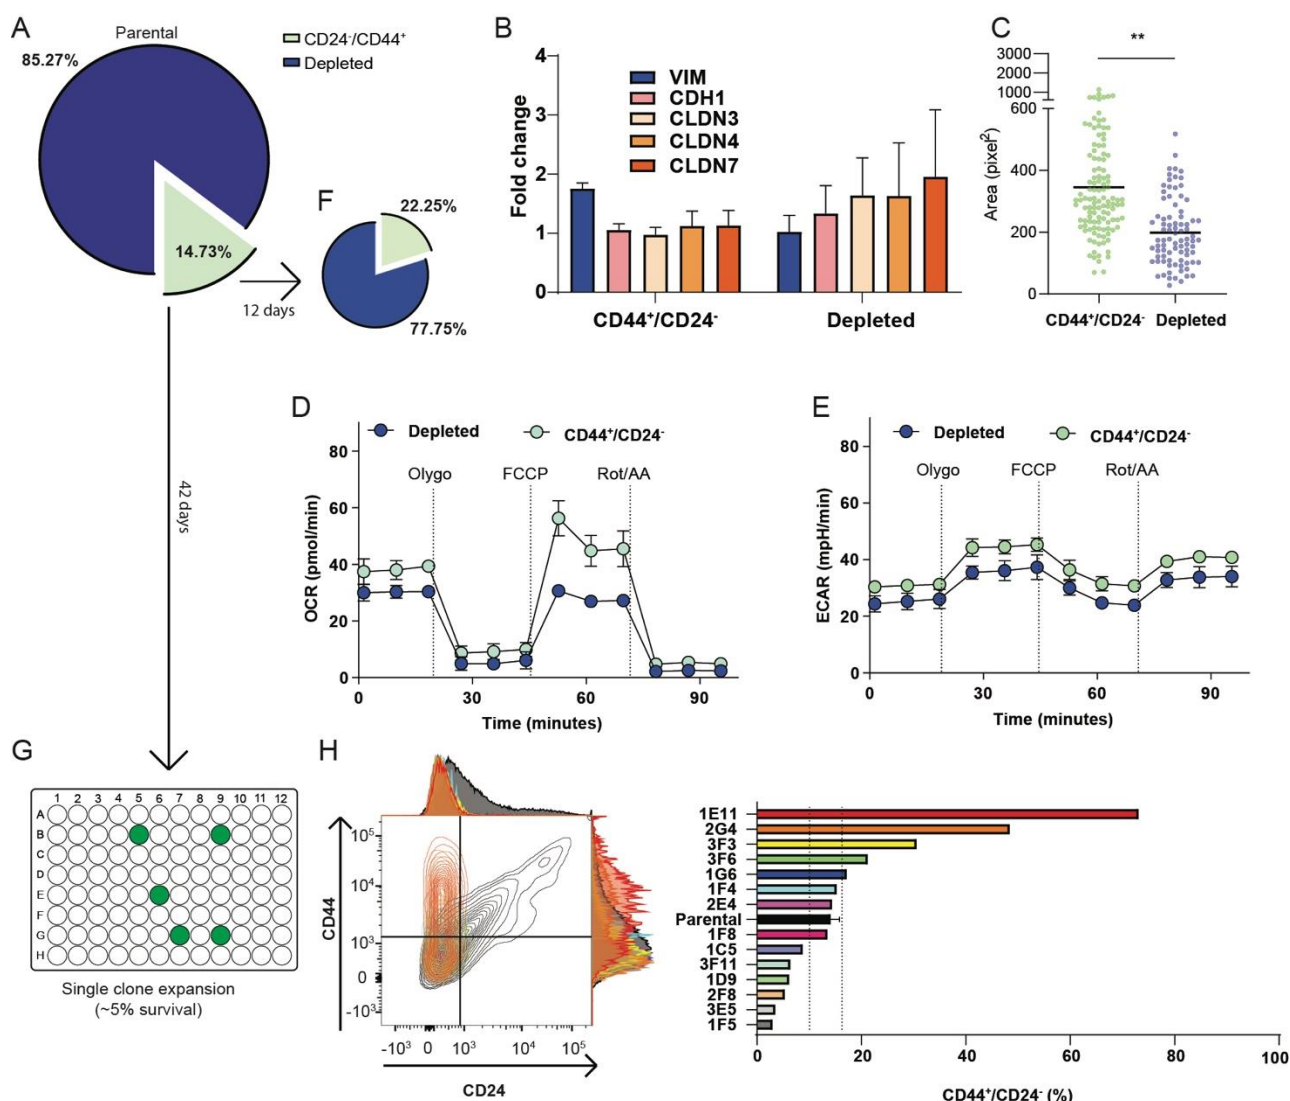 A
Parental
85.27%
14.73%
CD24⁻/CD44⁺
Depleted
12 days
42 days
F
22.25%
77.75%
B
Fold change
4
3
2
1
0
VIM
CDH1
CLDN3
CLDN4
CLDN7
CD44⁺/CD24⁻
Depleted
C
**
Area (pixel²)
3000
2000
1000
600
400
200
0
CD44⁺/CD24⁻ Depleted
D
Depleted
CD44⁺/CD24⁻
Olygo
FCCP
Rot/AA
OCR (pmol/min)
80
60
40
20
0
0 30 60 90
Time (minutes)
E
Depleted
CD44⁺/CD24⁻
Olygo
FCCP
Rot/AA
ECAR (mpH/min)
80
60
40
20
0
0 30 60 90
Time (minutes)
G
1 2 3 4 5 6 7 8 9 10 11 12
A
B
C
D
E
F
G
H
Single clone expansion
(~5% survival)
H
CD44
10⁵
10⁴
10³
0
-10³
-10³ 0 10³ 10⁴ 10⁵
CD24
1E11
2G4
3F3
3F6
1G6
1F4
2E4
Parental
1F8
1C5
3F11
1D9
2F8
3E5
1F5
0 20 40 60 80 100
CD44⁺/CD24⁻ (%)